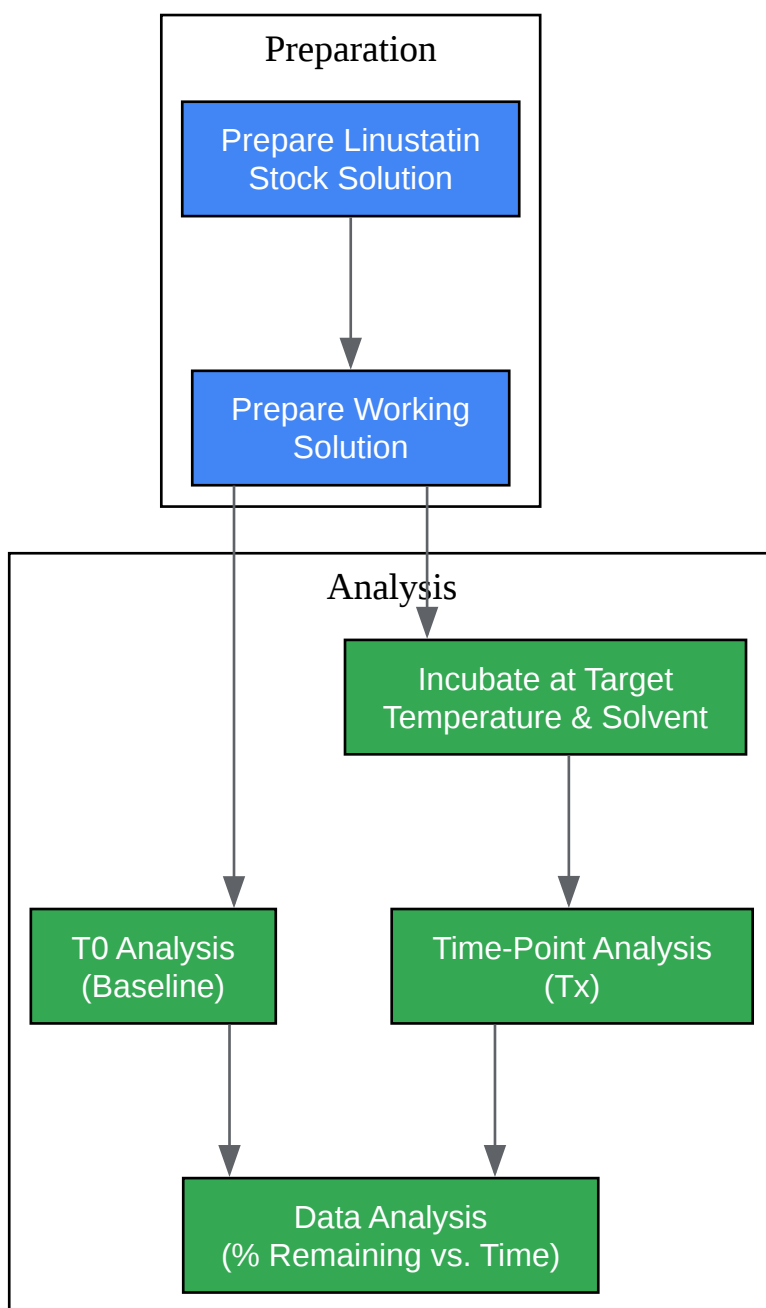 Preparation
Prepare Linustatin
Stock Solution
Prepare Working
Solution
Analysis
Incubate at Target
Temperature & Solvent
T0 Analysis
(Baseline)
Time-Point Analysis
(Tx)
Data Analysis
(% Remaining vs. Time)